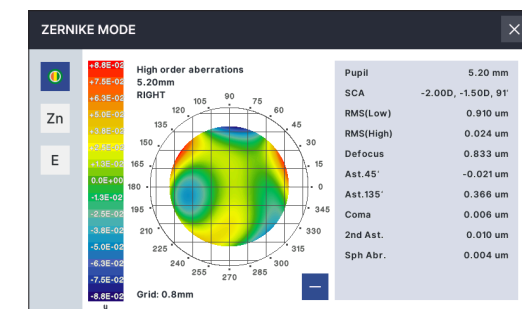 ZERNIKE MODE
Zn
E
+8.8E-02
+7.5E-02
+6.3E-02
+5.0E-02
+3.8E-02
+1.3E-02
0.0E+00
-1.3E-02
-2.5E-02
-3.8E-02
-5.0E-02
-6.3E-02
-7.5E-02
-8.8E-02
High order aberrations
5.20mm
RIGHT
90
105
75
120
60
135
45
150
30
165
15
180
0
195
345
210
330
225
315
240
300
255
270
285
Grid: 0.8mm
Pupil 5.20 mm
SCA -2.00D, -1.50D, 91'
RMS(Low) 0.910 um
RMS(High) 0.024 um
Defocus 0.833 um
Ast.45' -0.021 um
Ast.135' 0.366 um
Coma 0.006 um
2nd Ast. 0.010 um
Sph Abr. 0.004 um